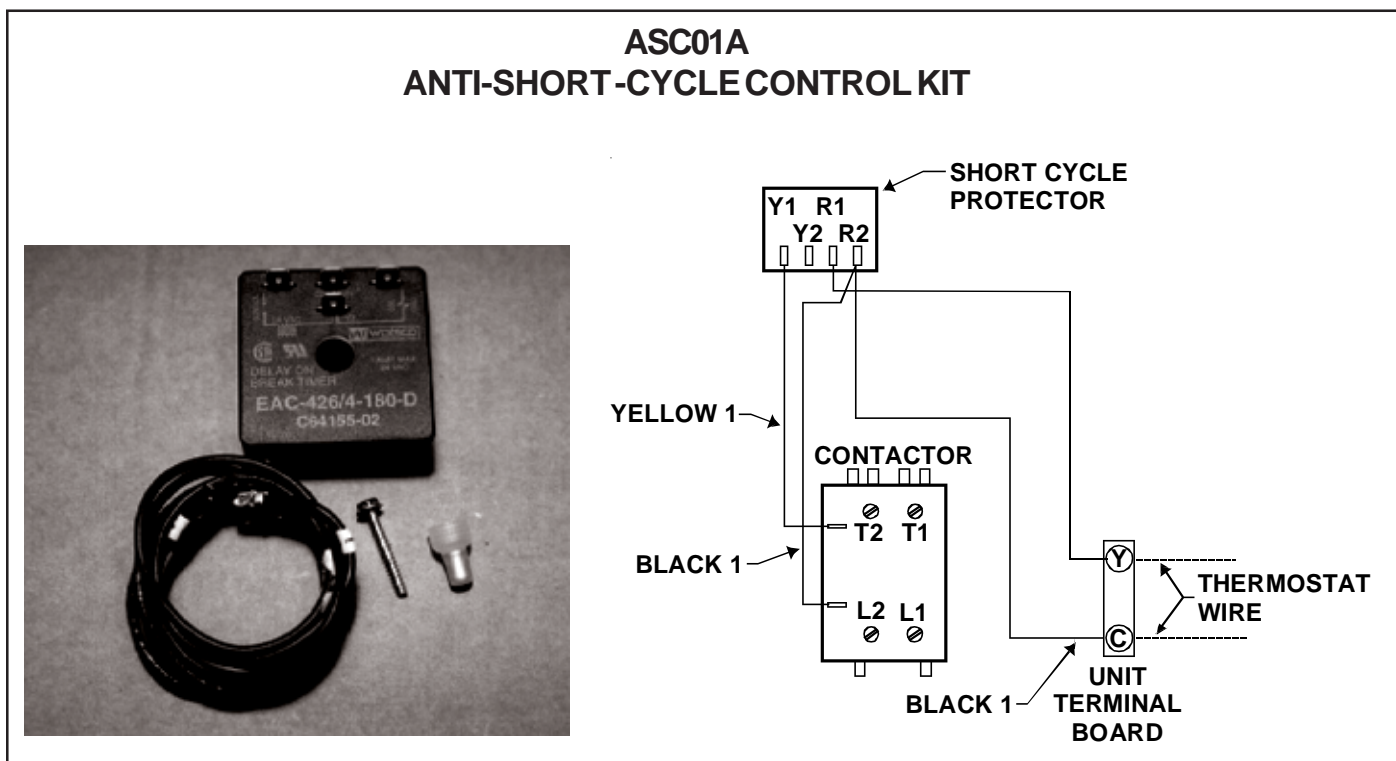 ASC01A
ANTI-SHORT-CYCLE CONTROL KIT
DELAY ON
BREAK TIMER
EAC-426/4-180-D
C64155-02
SHORT CYCLE
PROTECTOR
Y1 R1
Y2 R2
YELLOW 1
CONTACTOR
T2 T1
BLACK 1
L2 L1
Y
THERMOSTAT
WIRE
C
BLACK 1
UNIT
TERMINAL
BOARD